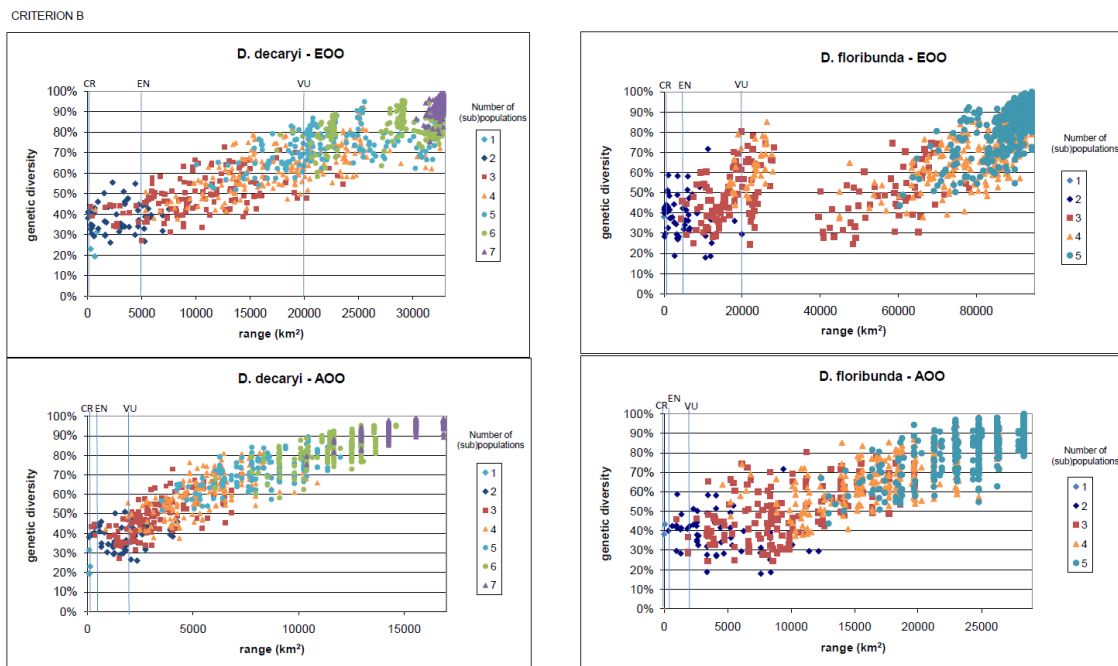 CRITERION B
D. decaryi - EOO
CR EN VU
genetic diversity
100%
90%
80%
70%
60%
50%
40%
30%
20%
10%
0%
0 5000 10000 15000 20000 25000 30000
range (km²)
Number of
(sub)populations
1
2
3
4
5
6
7
D. floribunda - EOO
CR EN VU
genetic diversity
100%
90%
80%
70%
60%
50%
40%
30%
20%
10%
0%
0 20000 40000 60000 80000
range (km²)
Number of
(sub)populations
1
2
3
4
5
D. decaryi - AOO
CR EN VU
genetic diversity
100%
90%
80%
70%
60%
50%
40%
30%
20%
10%
0%
0 5000 10000 15000
range (km²)
Number of
(sub)populations
1
2
3
4
5
6
7
D. floribunda - AOO
CR EN VU
genetic diversity
100%
90%
80%
70%
60%
50%
40%
30%
20%
10%
0%
0 5000 10000 15000 20000 25000
range (km²)
Number of
(sub)populations
1
2
3
4
5